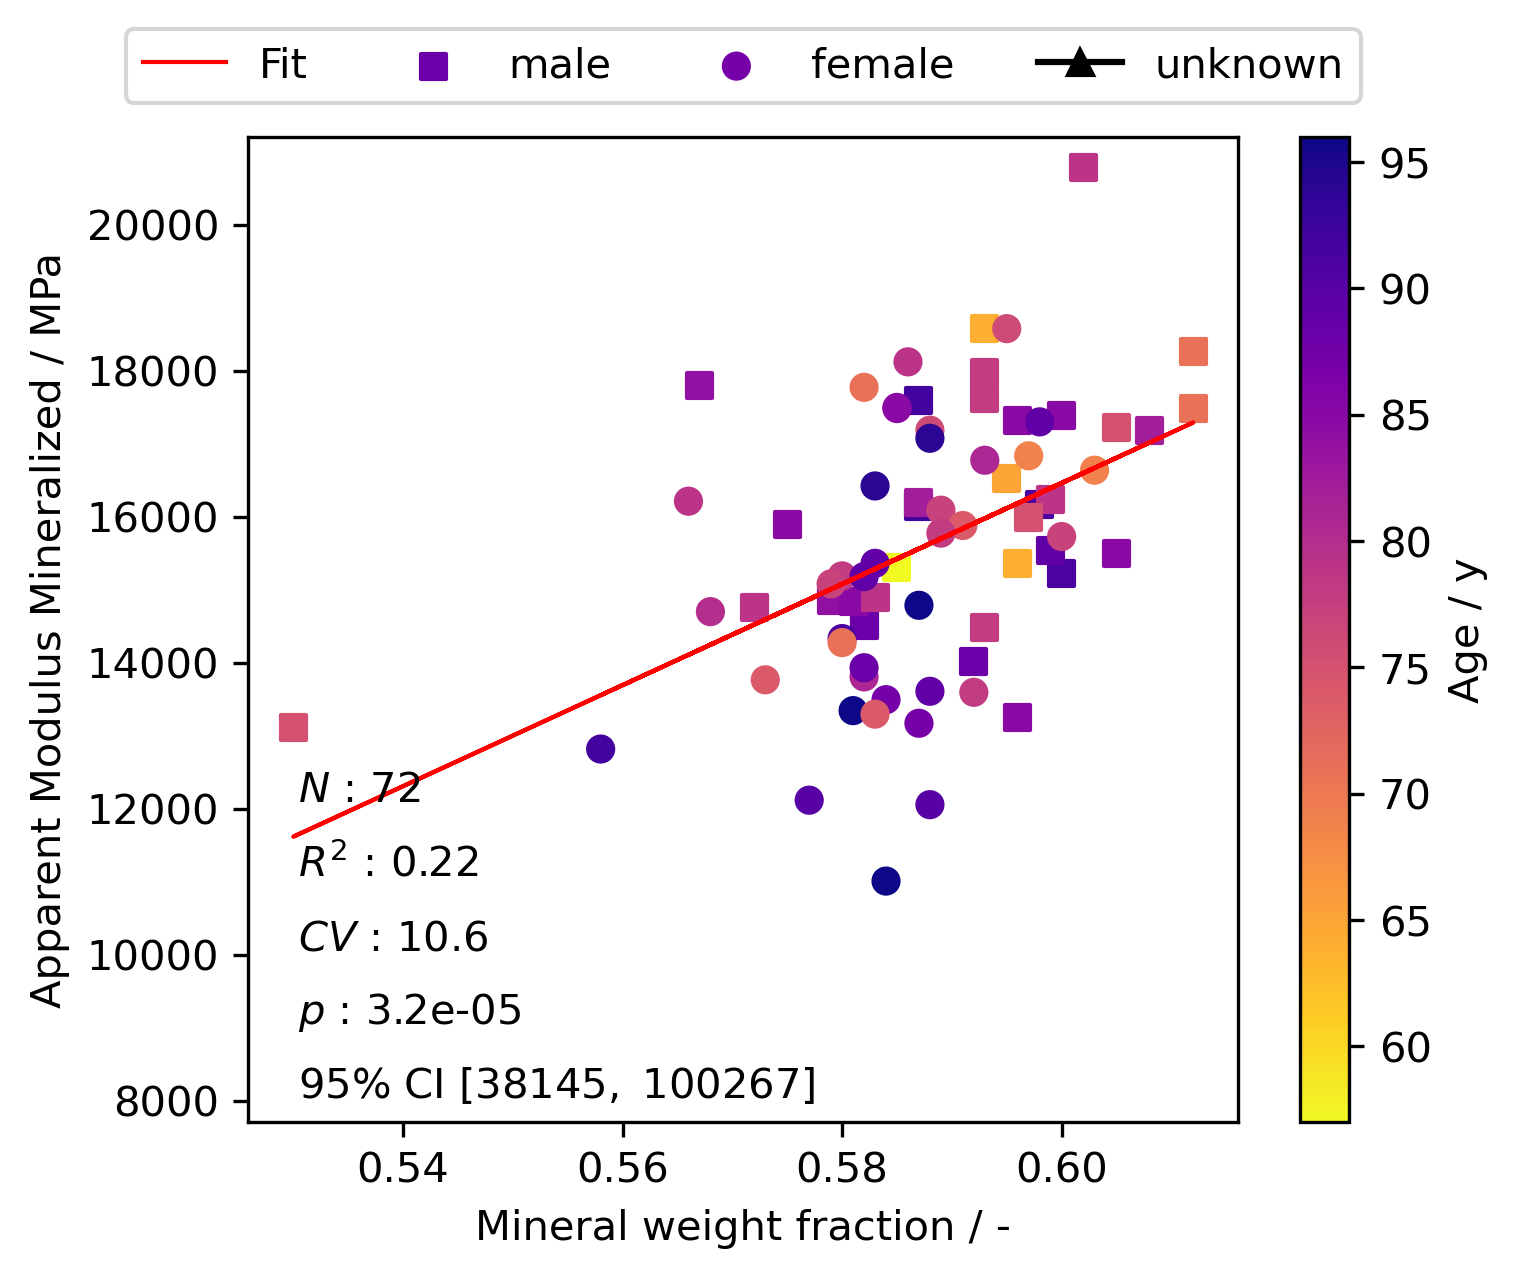 Fit male female unknown
Apparent Modulus Mineralized / MPa
20000
18000
16000
14000
12000
10000
8000
N : 72
R² : 0.22
CV : 10.6
p : 3.2e-05
95% CI [38145, 100267]
0.54 0.56 0.58 0.60
Mineral weight fraction / -
95
90
85
80
75
70
65
60
Age / y